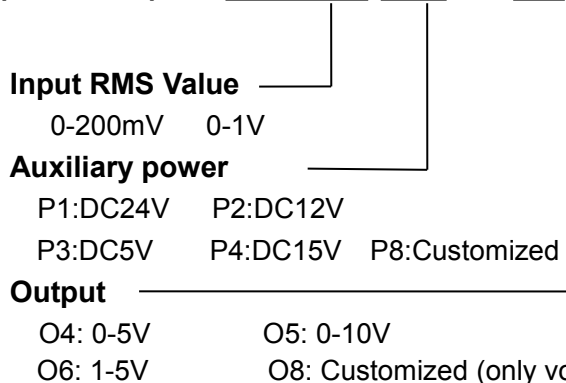 Input RMS Value
0-200mV 0-1V
Auxiliary power
P1:DC24V P2:DC12V
P3:DC5V P4:DC15V P8:Customized
Output
O4: 0-5V O5: 0-10V
O6: 1-5V O8: Customized (only